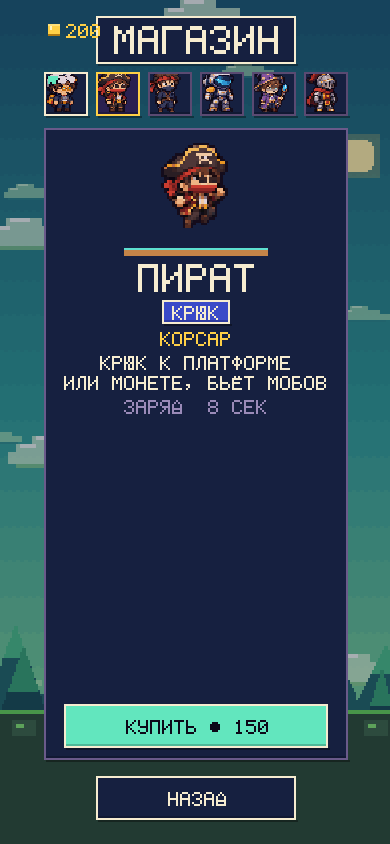 200
МАГАЗИН
ПИРАТ
КРЮК
КОРСАР
КРЮК К ПЛАТФОРМЕ
ИЛИ МОНЕТЕ, БЬЁТ МОБОВ
ЗАРЯД 8 СЕК
КУПИТЬ ● 150
НАЗАД